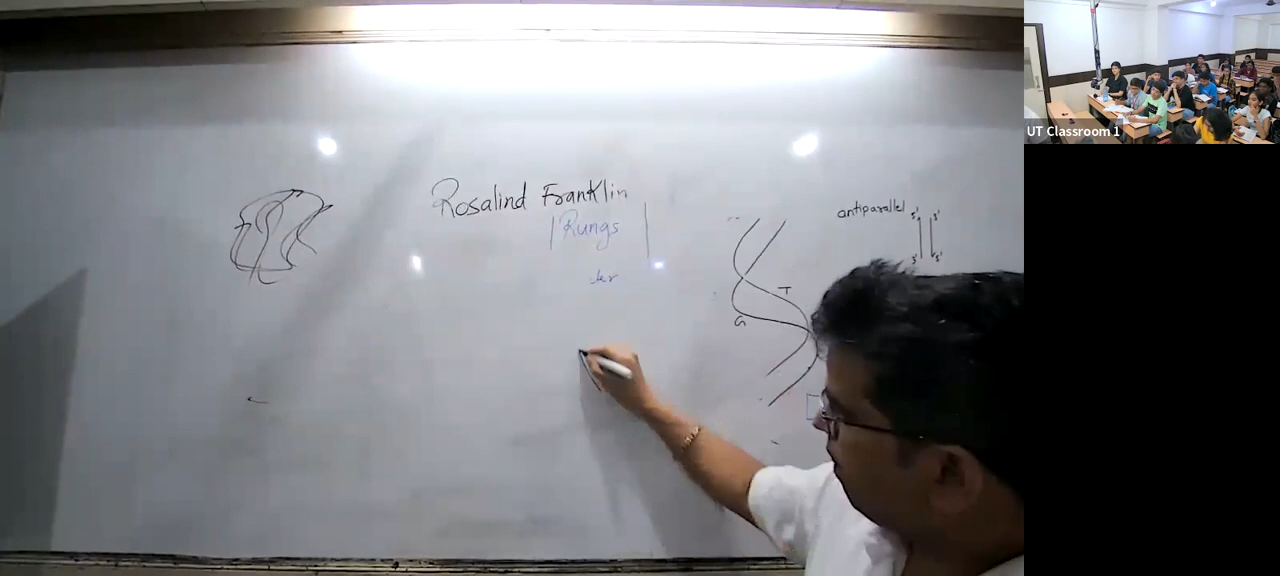 Rosalind Franklin
Rungs
antiparallel 5' 3'
3' 5'
T
G
UT Classroom 1